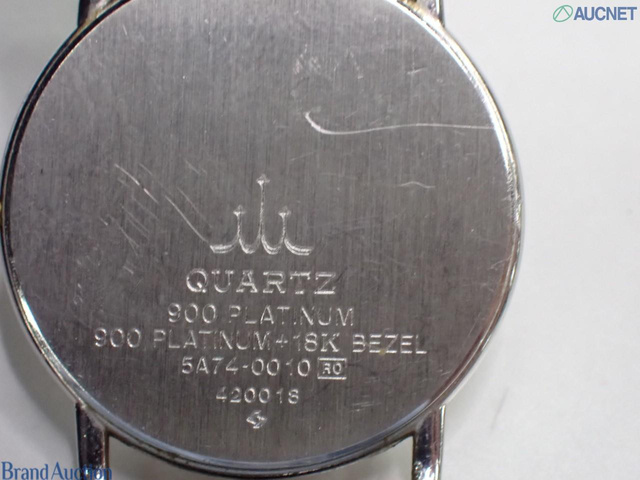 AUCNET
QUARTZ
900 PLATINUM
900 PLATINUM+18K BEZEL
5A74-0010 RO
420018
Brand Auction